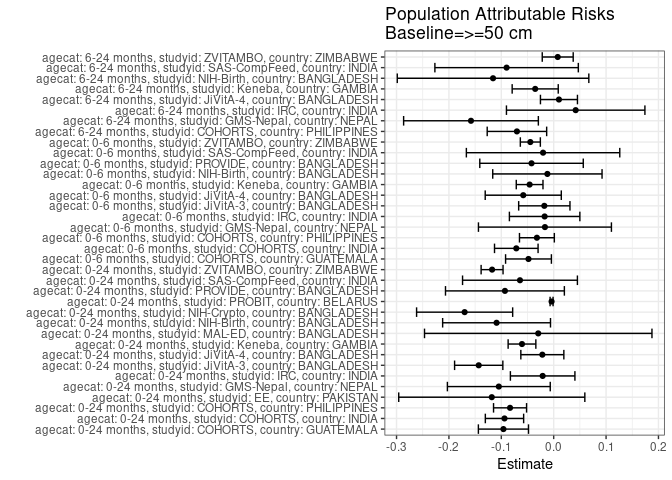 Population Attributable Risks
Baseline=>=50 cm
agecat: 6-24 months, studyid: ZVITAMBO, country: ZIMBABWE
agecat: 6-24 months, studyid: SAS-CompFeed, country: INDIA
agecat: 6-24 months, studyid: NIH-Birth, country: BANGLADESH
agecat: 6-24 months, studyid: Keneba, country: GAMBIA
agecat: 6-24 months, studyid: JiVitA-4, country: BANGLADESH
agecat: 6-24 months, studyid: IRC, country: INDIA
agecat: 6-24 months, studyid: GMS-Nepal, country: NEPAL
agecat: 6-24 months, studyid: COHORTS, country: PHILIPPINES
agecat: 0-6 months, studyid: ZVITAMBO, country: ZIMBABWE
agecat: 0-6 months, studyid: SAS-CompFeed, country: INDIA
agecat: 0-6 months, studyid: PROVIDE, country: BANGLADESH
agecat: 0-6 months, studyid: NIH-Birth, country: BANGLADESH
agecat: 0-6 months, studyid: Keneba, country: GAMBIA
agecat: 0-6 months, studyid: JiVitA-4, country: BANGLADESH
agecat: 0-6 months, studyid: JiVitA-3, country: BANGLADESH
agecat: 0-6 months, studyid: IRC, country: INDIA
agecat: 0-6 months, studyid: GMS-Nepal, country: NEPAL
agecat: 0-6 months, studyid: COHORTS, country: PHILIPPINES
agecat: 0-6 months, studyid: COHORTS, country: INDIA
agecat: 0-6 months, studyid: COHORTS, country: GUATEMALA
agecat: 0-24 months, studyid: ZVITAMBO, country: ZIMBABWE
agecat: 0-24 months, studyid: SAS-CompFeed, country: INDIA
agecat: 0-24 months, studyid: PROVIDE, country: BANGLADESH
agecat: 0-24 months, studyid: PROBIT, country: BELARUS
agecat: 0-24 months, studyid: NIH-Crypto, country: BANGLADESH
agecat: 0-24 months, studyid: NIH-Birth, country: BANGLADESH
agecat: 0-24 months, studyid: MAL-ED, country: BANGLADESH
agecat: 0-24 months, studyid: Keneba, country: GAMBIA
agecat: 0-24 months, studyid: JiVitA-4, country: BANGLADESH
agecat: 0-24 months, studyid: JiVitA-3, country: BANGLADESH
agecat: 0-24 months, studyid: IRC, country: INDIA
agecat: 0-24 months, studyid: GMS-Nepal, country: NEPAL
agecat: 0-24 months, studyid: EE, country: PAKISTAN
agecat: 0-24 months, studyid: COHORTS, country: PHILIPPINES
agecat: 0-24 months, studyid: COHORTS, country: INDIA
agecat: 0-24 months, studyid: COHORTS, country: GUATEMALA
-0.3 -0.2 -0.1 0.0 0.1 0.2
Estimate